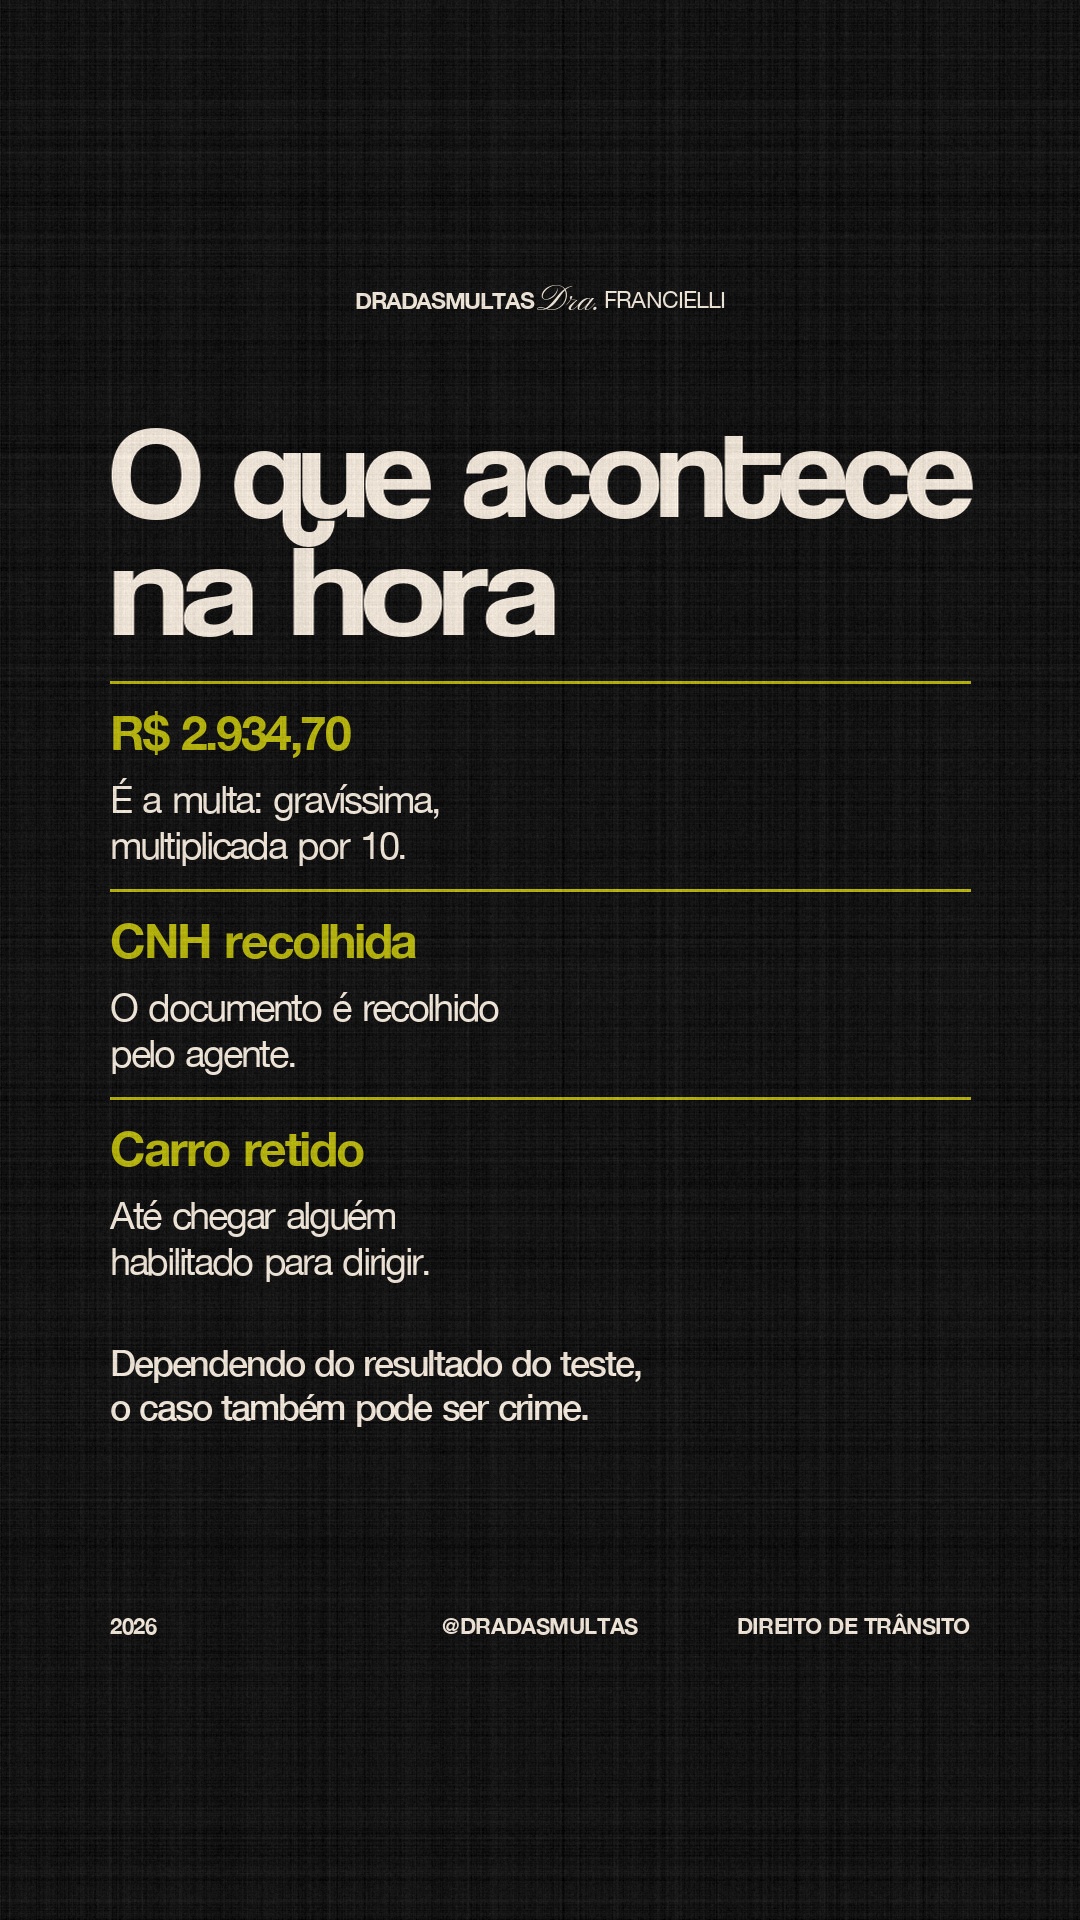 DRADASMULTAS Dra. FRANCIELLI
O que acontece
na hora
R$ 2.934,70
É a multa: gravíssima,
multiplicada por 10.
CNH recolhida
O documento é recolhido
pelo agente.
Carro retido
Até chegar alguém
habilitado para dirigir.
Dependendo do resultado do teste,
o caso também pode ser crime.
2026 @DRADASMULTAS DIREITO DE TRÂNSITO